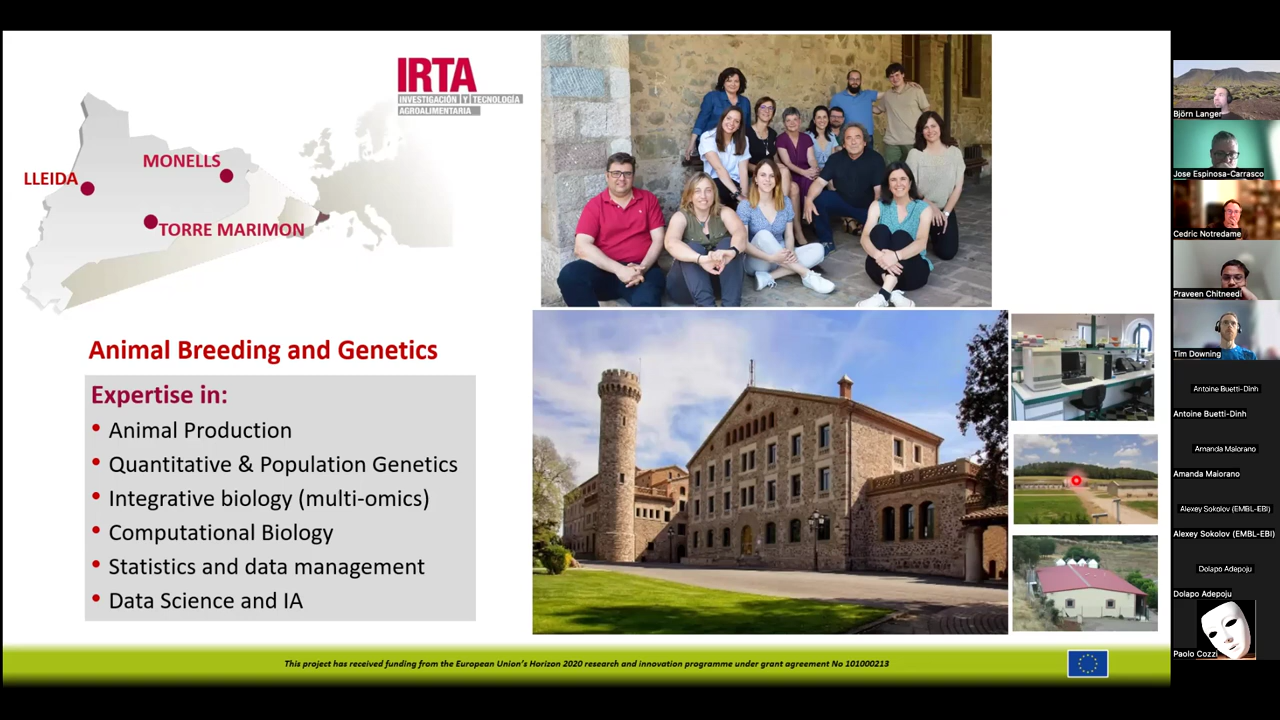 IRTA
INVESTIGACIÓN Y TECNOLOGÍA
AGROALIMENTARIA
MONELLS
LLEIDA
TORRE MARIMON
Animal Breeding and Genetics
Expertise in:
• Animal Production
• Quantitative & Population Genetics
• Integrative biology (multi-omics)
• Computational Biology
• Statistics and data management
• Data Science and IA
This project has received funding from the European Union's Horizon 2020 research and innovation programme under grant agreement No 101000213
Björn Langer
Jose Espinosa-Carrasco
Cedric Notredame
Praveen Chitneedi
Tim Downing
Antoine Buetti-Dinh
Antoine Buetti-Dinh
Amanda Maiorano
Amanda Maiorano
Alexey Sokolov (EMBL-EBI)
Alexey Sokolov (EMBL-EBI)
Dolapo Adepoju
Dolapo Adepoju
Paolo Cozzi